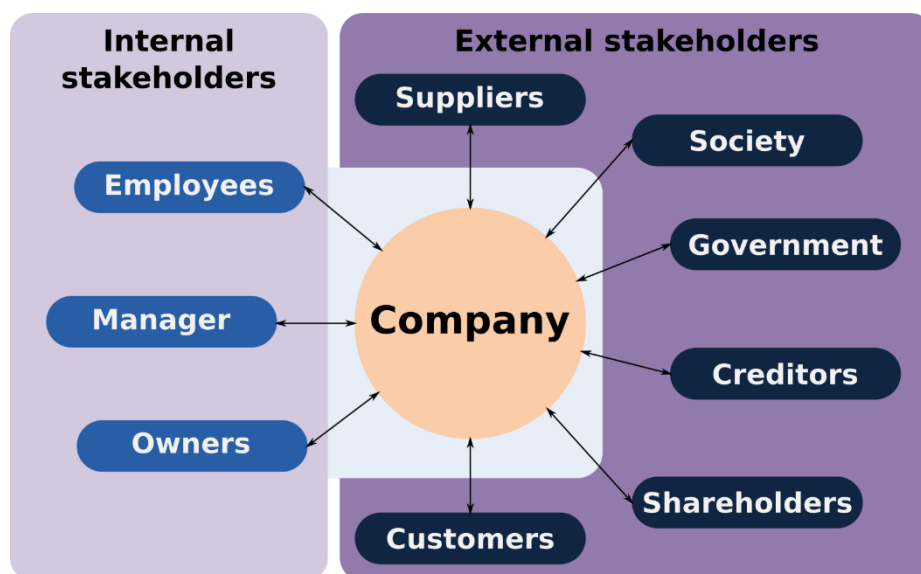 Internal
stakeholders
Employees
Manager
Owners
External stakeholders
Suppliers
Society
Government
Company
Creditors
Shareholders
Customers